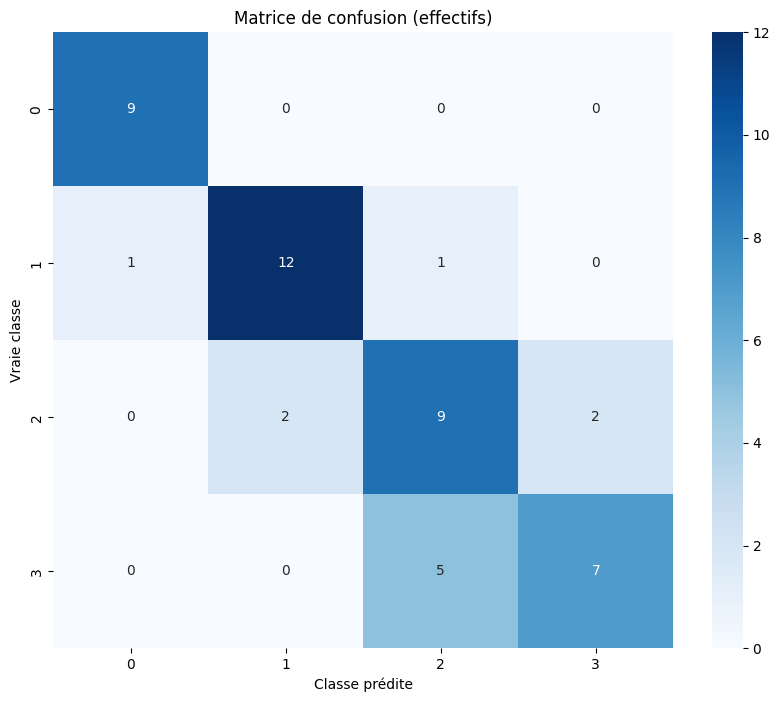 Matrice de confusion (effectifs)
12
0 9 0 0 0
10
8
1 1 12 1 0
Vraie classe
6
2 0 2 9 2
4
3 0 0 5 7
2
0
0 1 2 3
Classe prédite